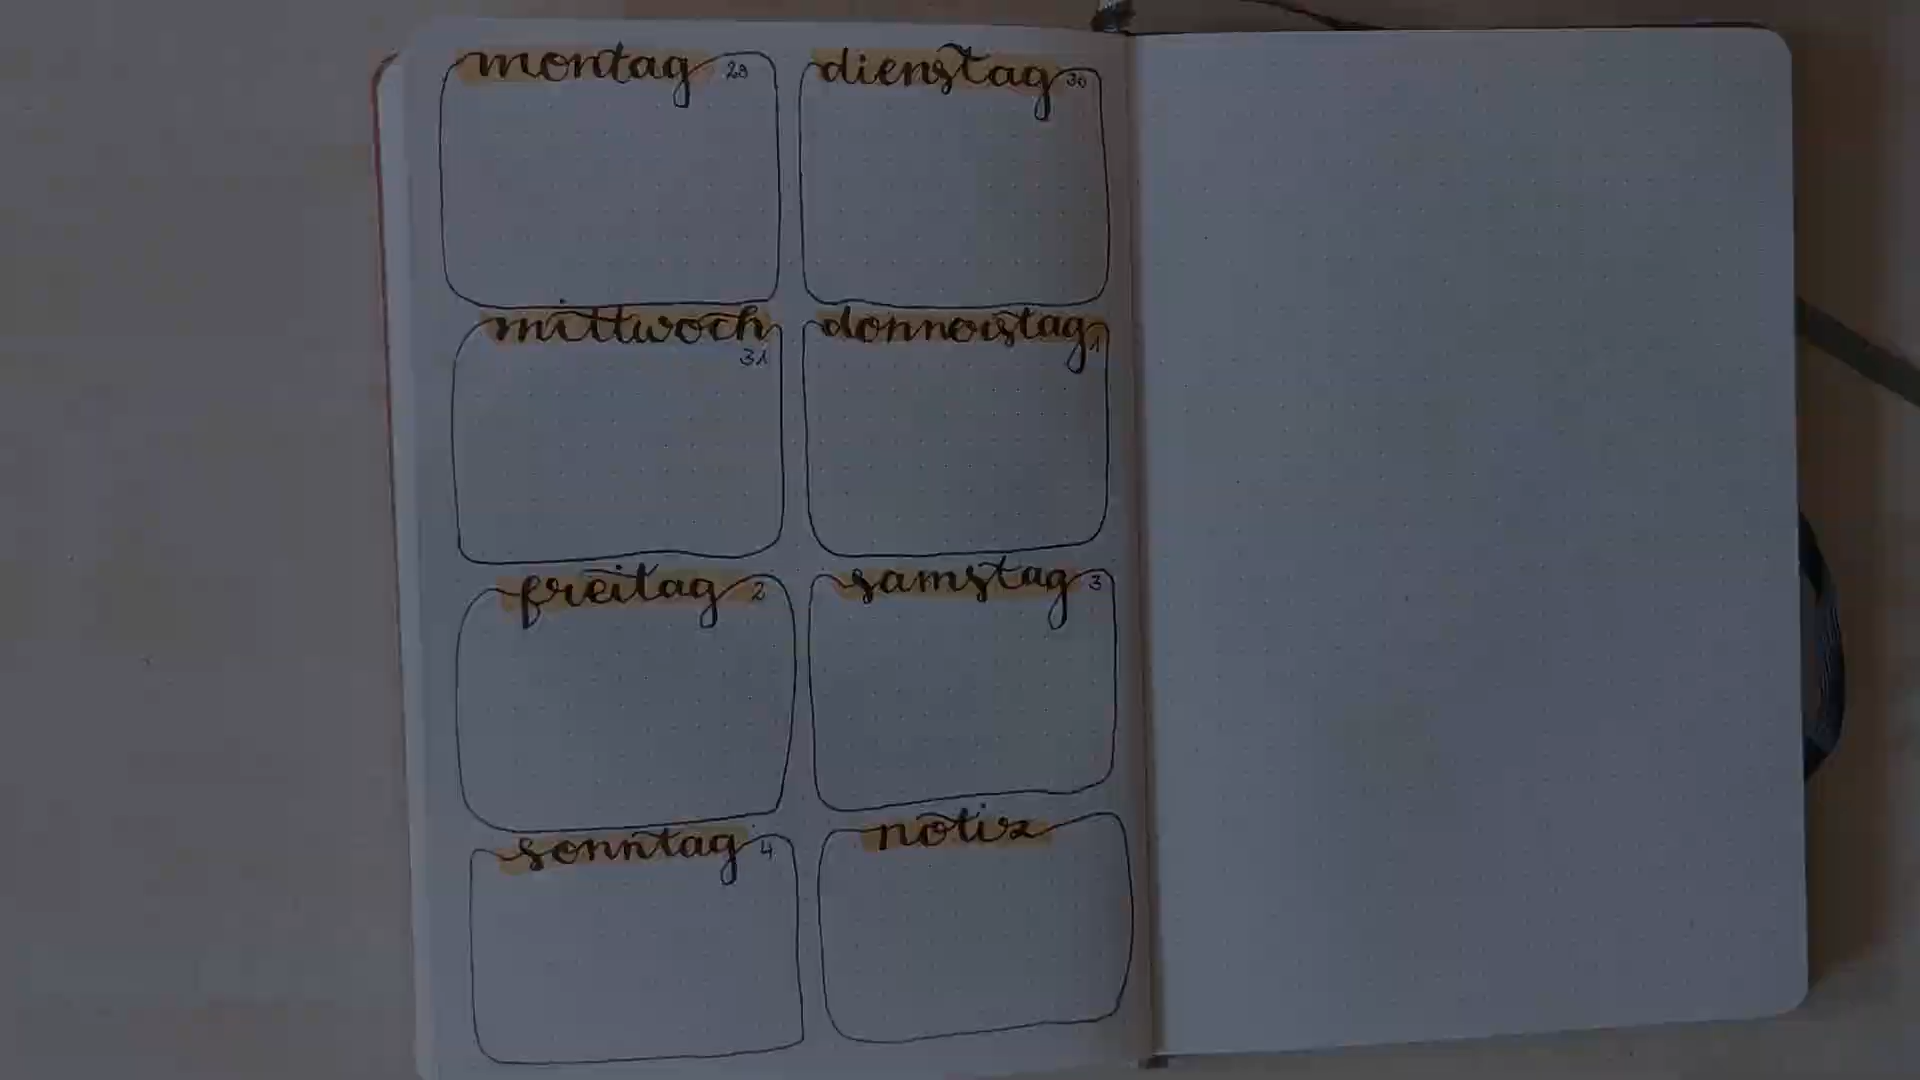 montag 29
dienstag 30
mittwoch
31
donnerstag 1
freitag 2
samstag 3
sonntag 4
notiz